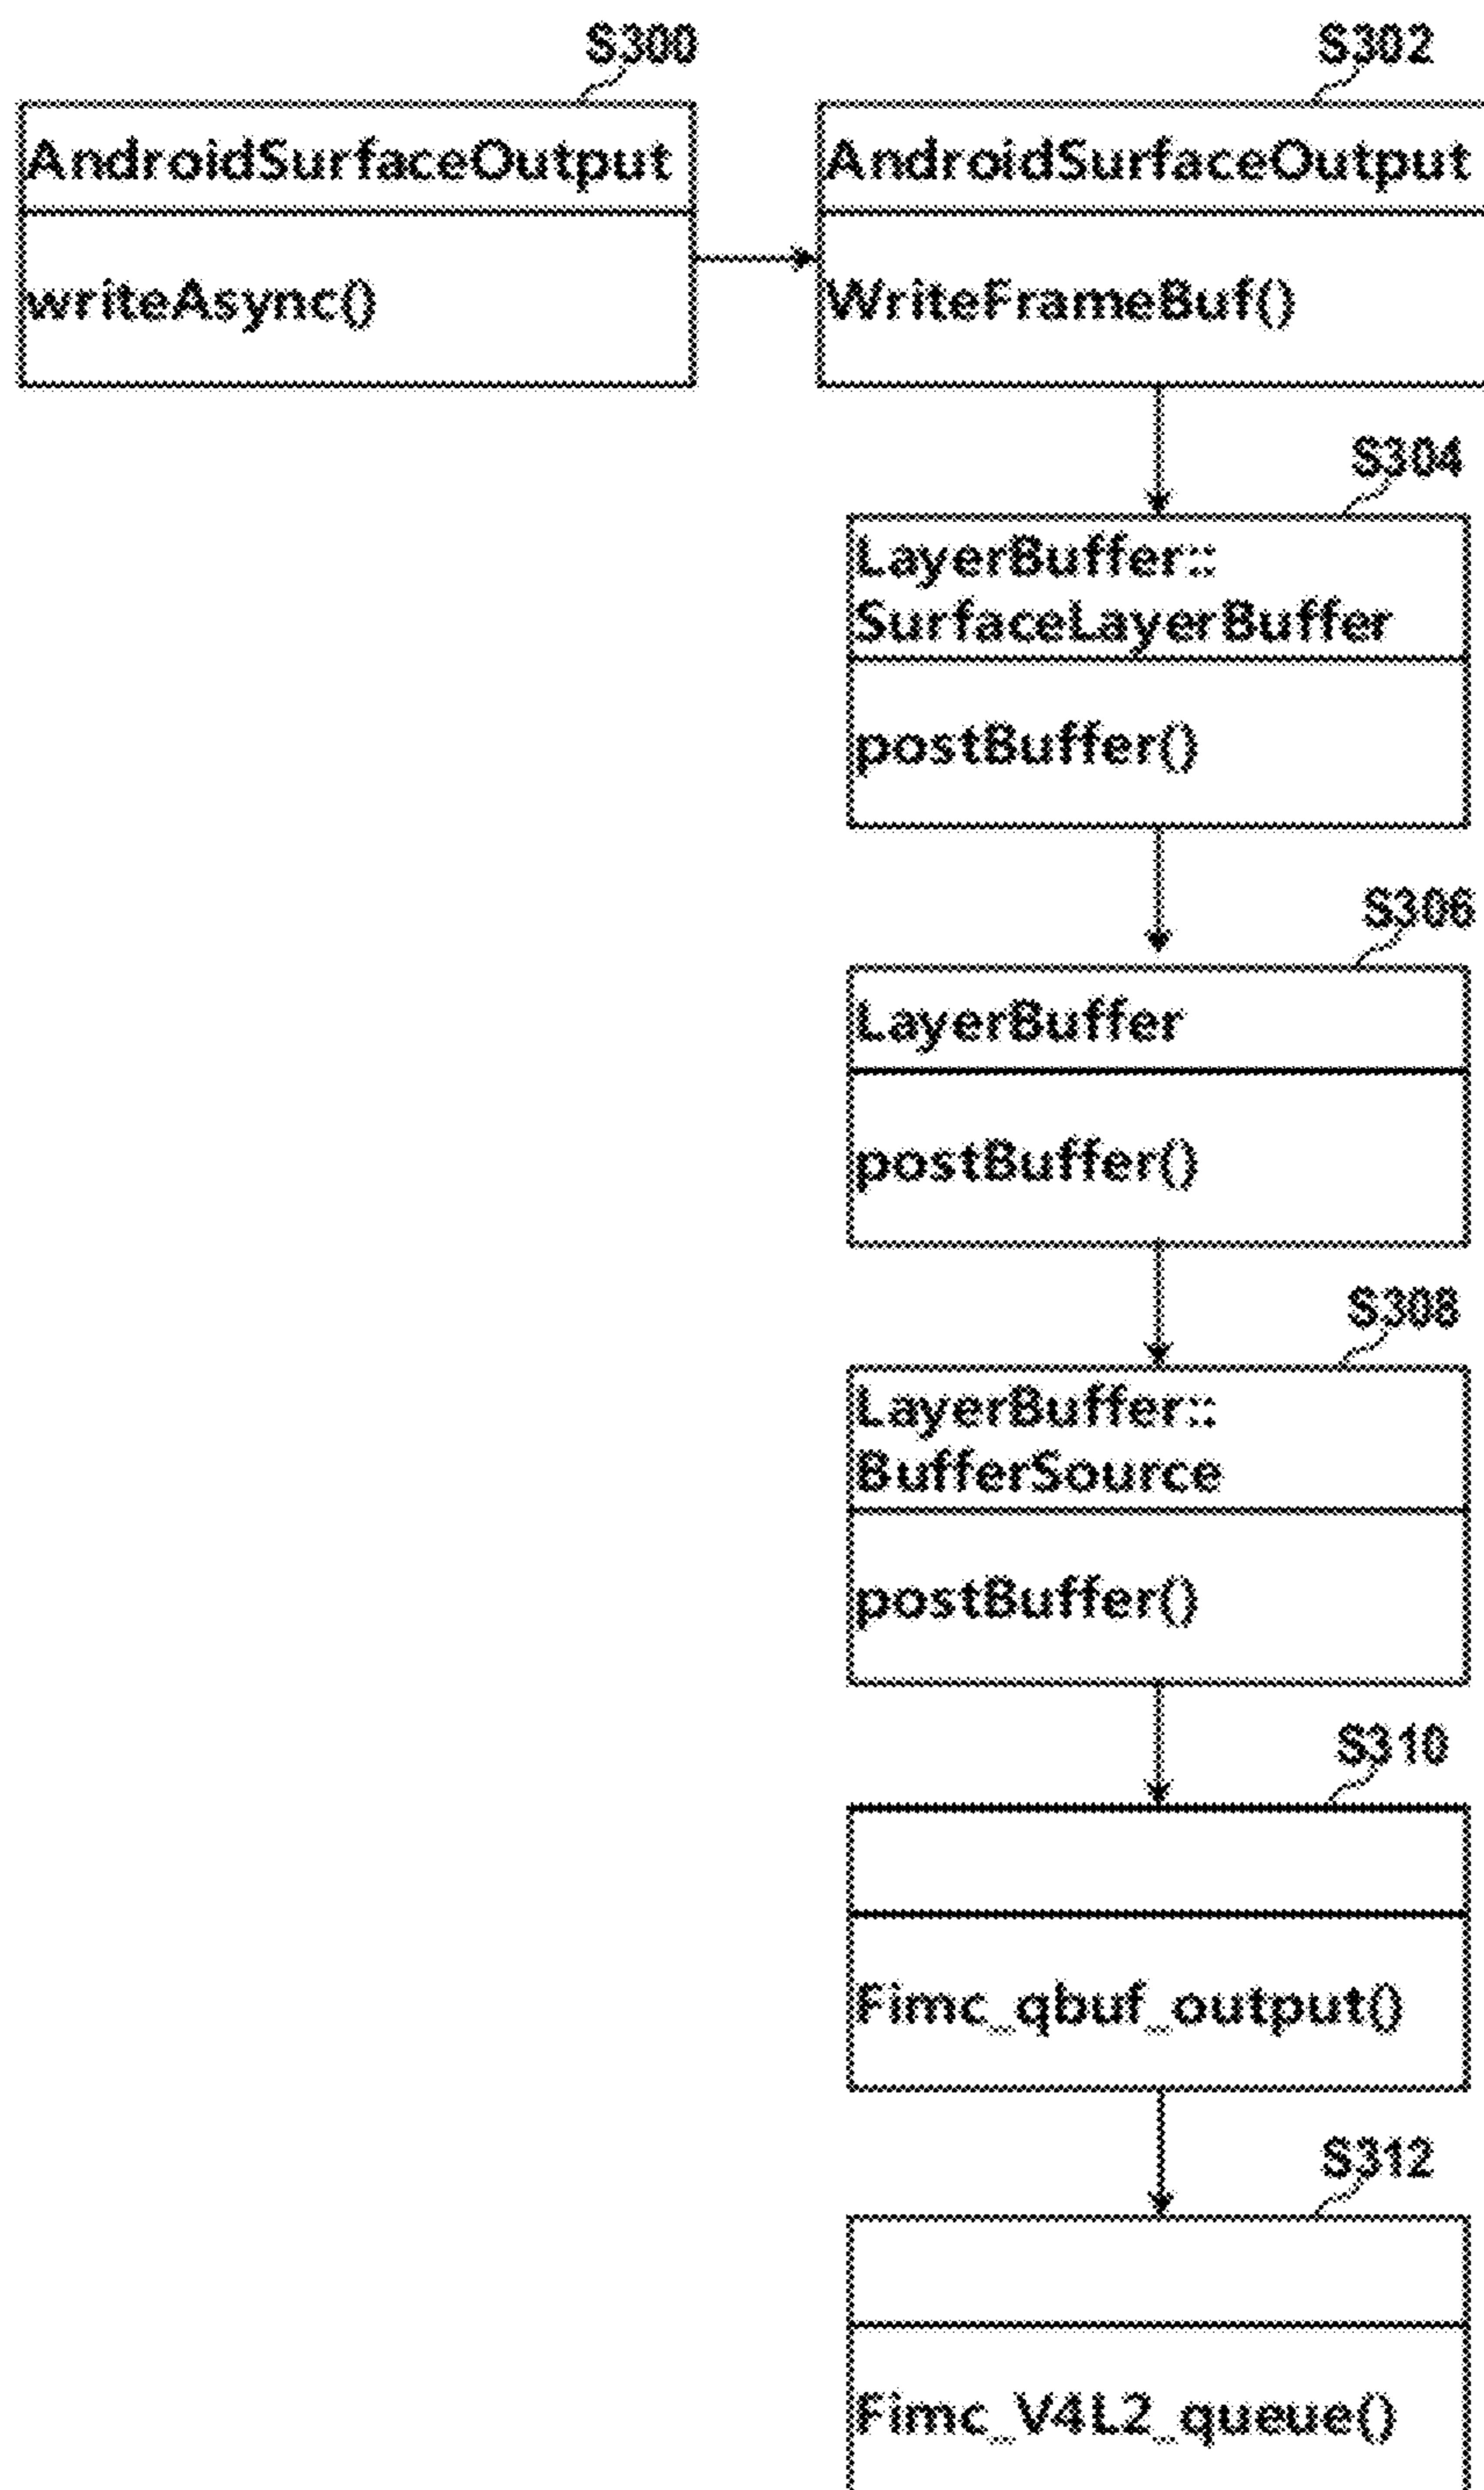 S300
AndroidSurfaceOutput
writeAsync()
S302
AndroidSurfaceOutput
WriteFrameBuf()
S304
LayerBuffer::
SurfaceLayerBuffer
postBuffer()
S306
LayerBuffer
postBuffer()
S308
LayerBuffer::
BufferSource
postBuffer()
S310
Fimc_qbuf_output()
S312
Fimc_V4L2_queue()